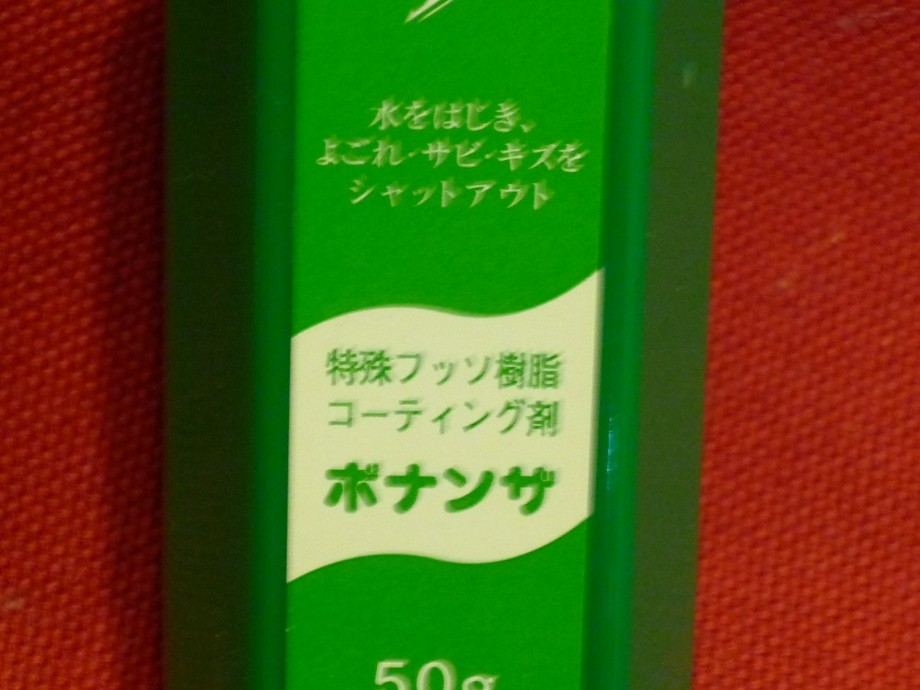 水をはじき、
よごれ・サビ・キズを
シャットアウト
特殊フッソ樹脂
コーティング剤
ボナンザ
50g